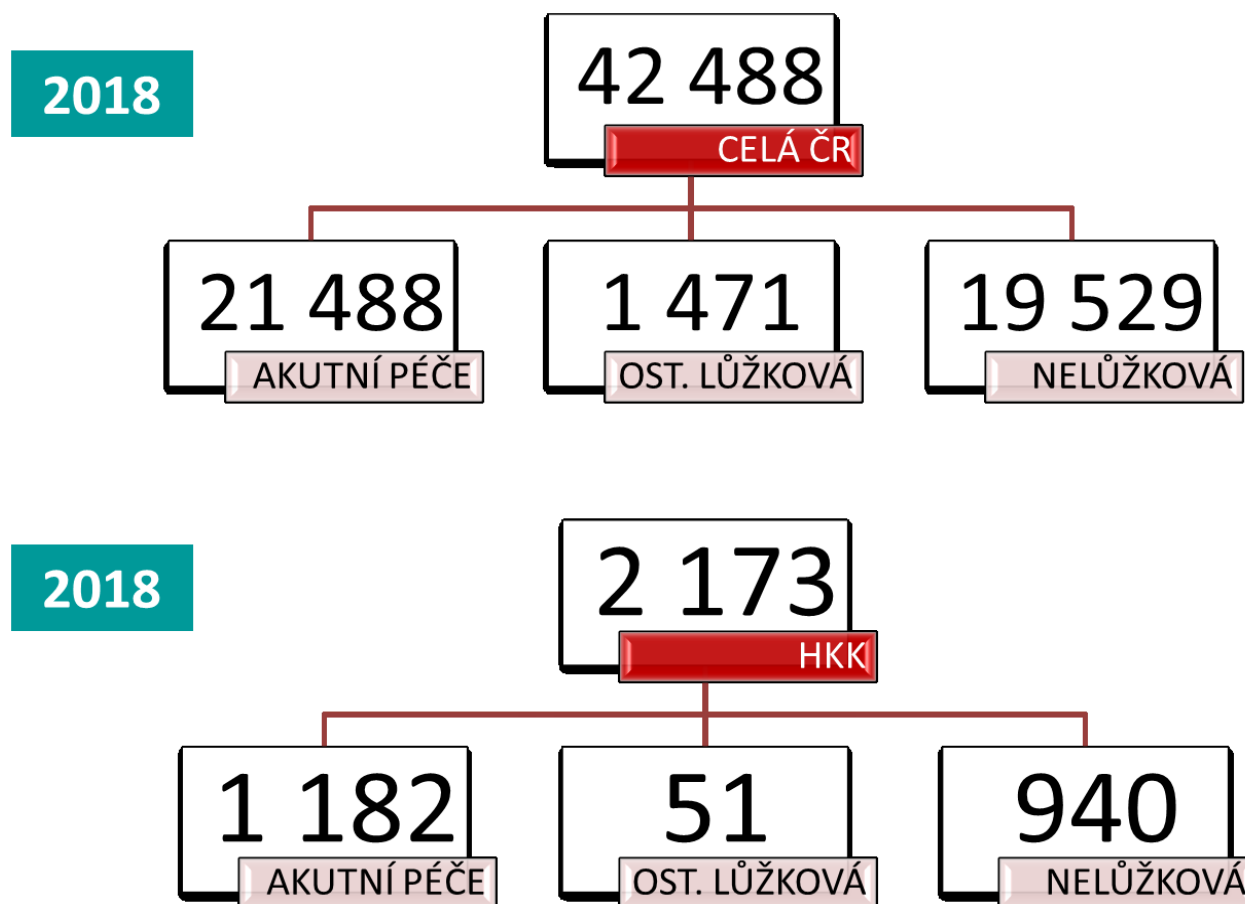 2018
42 488
CELÁ ČR
21 488
AKUTNÍ PÉČE
1 471
OST. LŮŽKOVÁ
19 529
NELŮŽKOVÁ
2018
2 173
HKK
1 182
AKUTNÍ PÉČE
51
OST. LŮŽKOVÁ
940
NELŮŽKOVÁ